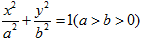 x²/a² + y²/b² = 1(a > b > 0)